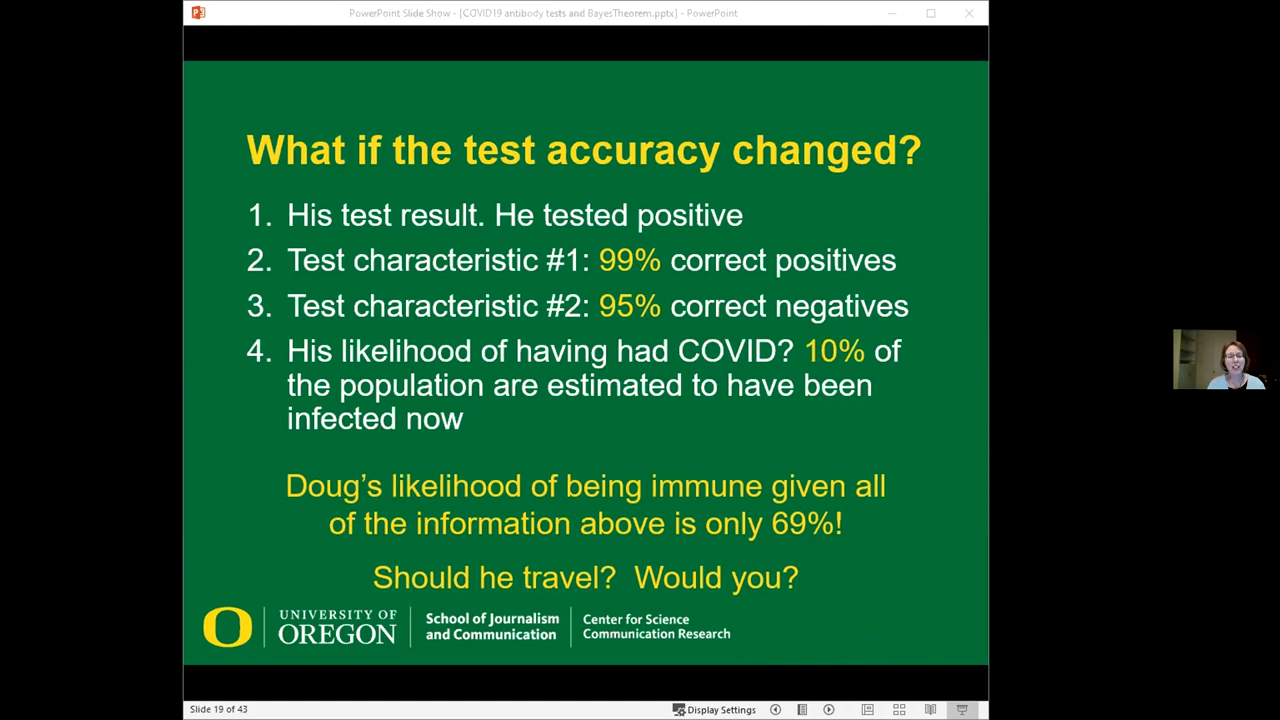 PowerPoint Slide Show - [COVID19 antibody tests and BayesTheorem.pptx] - PowerPoint
What if the test accuracy changed?
1. His test result. He tested positive
2. Test characteristic #1: 99% correct positives
3. Test characteristic #2: 95% correct negatives
4. His likelihood of having had COVID? 10% of
the population are estimated to have been
infected now
Doug's likelihood of being immune given all
of the information above is only 69%!
Should he travel? Would you?
O
UNIVERSITY OF
OREGON
School of Journalism
and Communication
Center for Science
Communication Research
Slide 19 of 43
Display Settings